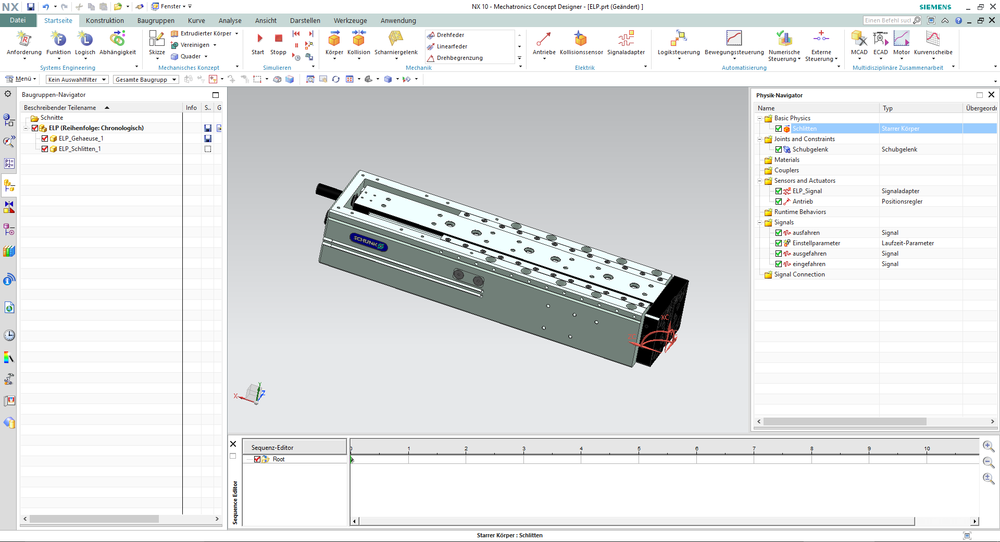 NX
Fenster
NX 10 - Mechatronics Concept Designer - [ELP.prt (Geändert) ]
SIEMENS
Datei
Startseite
Konstruktion
Baugruppen
Kurve
Analyse
Ansicht
Darstellen
Werkzeuge
Anwendung
Einen Befehl sucl
Anforderung
Funktion
Logisch
Abhängigkeit
Systems Engineering
Skizze
Extrudierter Körper
Vereinigen
Quader
Mechanisches Konzept
Start
Stopp
Simulieren
Körper
Kollision
Scharniergelenk
Drehfeder
Linearfeder
Drehbegrenzung
Mechanik
Antriebe
Kollisionssensor
Signaladapter
Elektrik
Logiksteuerung
Bewegungssteuerung
Numerische
Steuerung
Externe
Steuerung
Automatisierung
MCAD
ECAD
Motor
Kurvenscheibe
Multidisziplinäre Zusammenarbeit
Menü
Kein Auswahlfilter
Gesamte Baugrupp
Baugruppen-Navigator
Beschreibender Teilename
Info
S..
G
Schnitte
ELP (Reihenfolge: Chronologisch)
ELP_Gehaeuse_1
ELP_Schlitten_1
P1=
P2=
SCHUNK
XC
ZC
X
Y
Z
Physik-Navigator
Name
Typ
Übergeordn
Basic Physics
Schlitten
Starrer Körper
Joints and Constraints
Schubgelenk
Schubgelenk
Materials
Couplers
Sensors and Actuators
ELP_Signal
Signaladapter
Antrieb
Positionsregler
Runtime Behaviors
Signals
ausfahren
Signal
Einstellparameter
Laufzeit-Parameter
ausgefahren
Signal
eingefahren
Signal
Signal Connection
Sequence Editor
Sequenz-Editor
Root
0 1 2 3 4 5 6 7 8 9 10
Starrer Körper : Schlitten